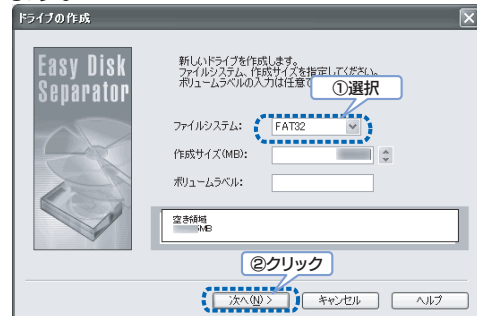 ドライブの作成
Easy Disk
Separator
新しいドライブを作成します。
ファイルシステム、作成サイズを指定してください。
ボリュームラベルの入力は任意で
①選択
ファイルシステム:
FAT32
作成サイズ(MB):
ボリュームラベル:
空き領域
MB
②クリック
次へ(N) >
キャンセル
ヘルプ